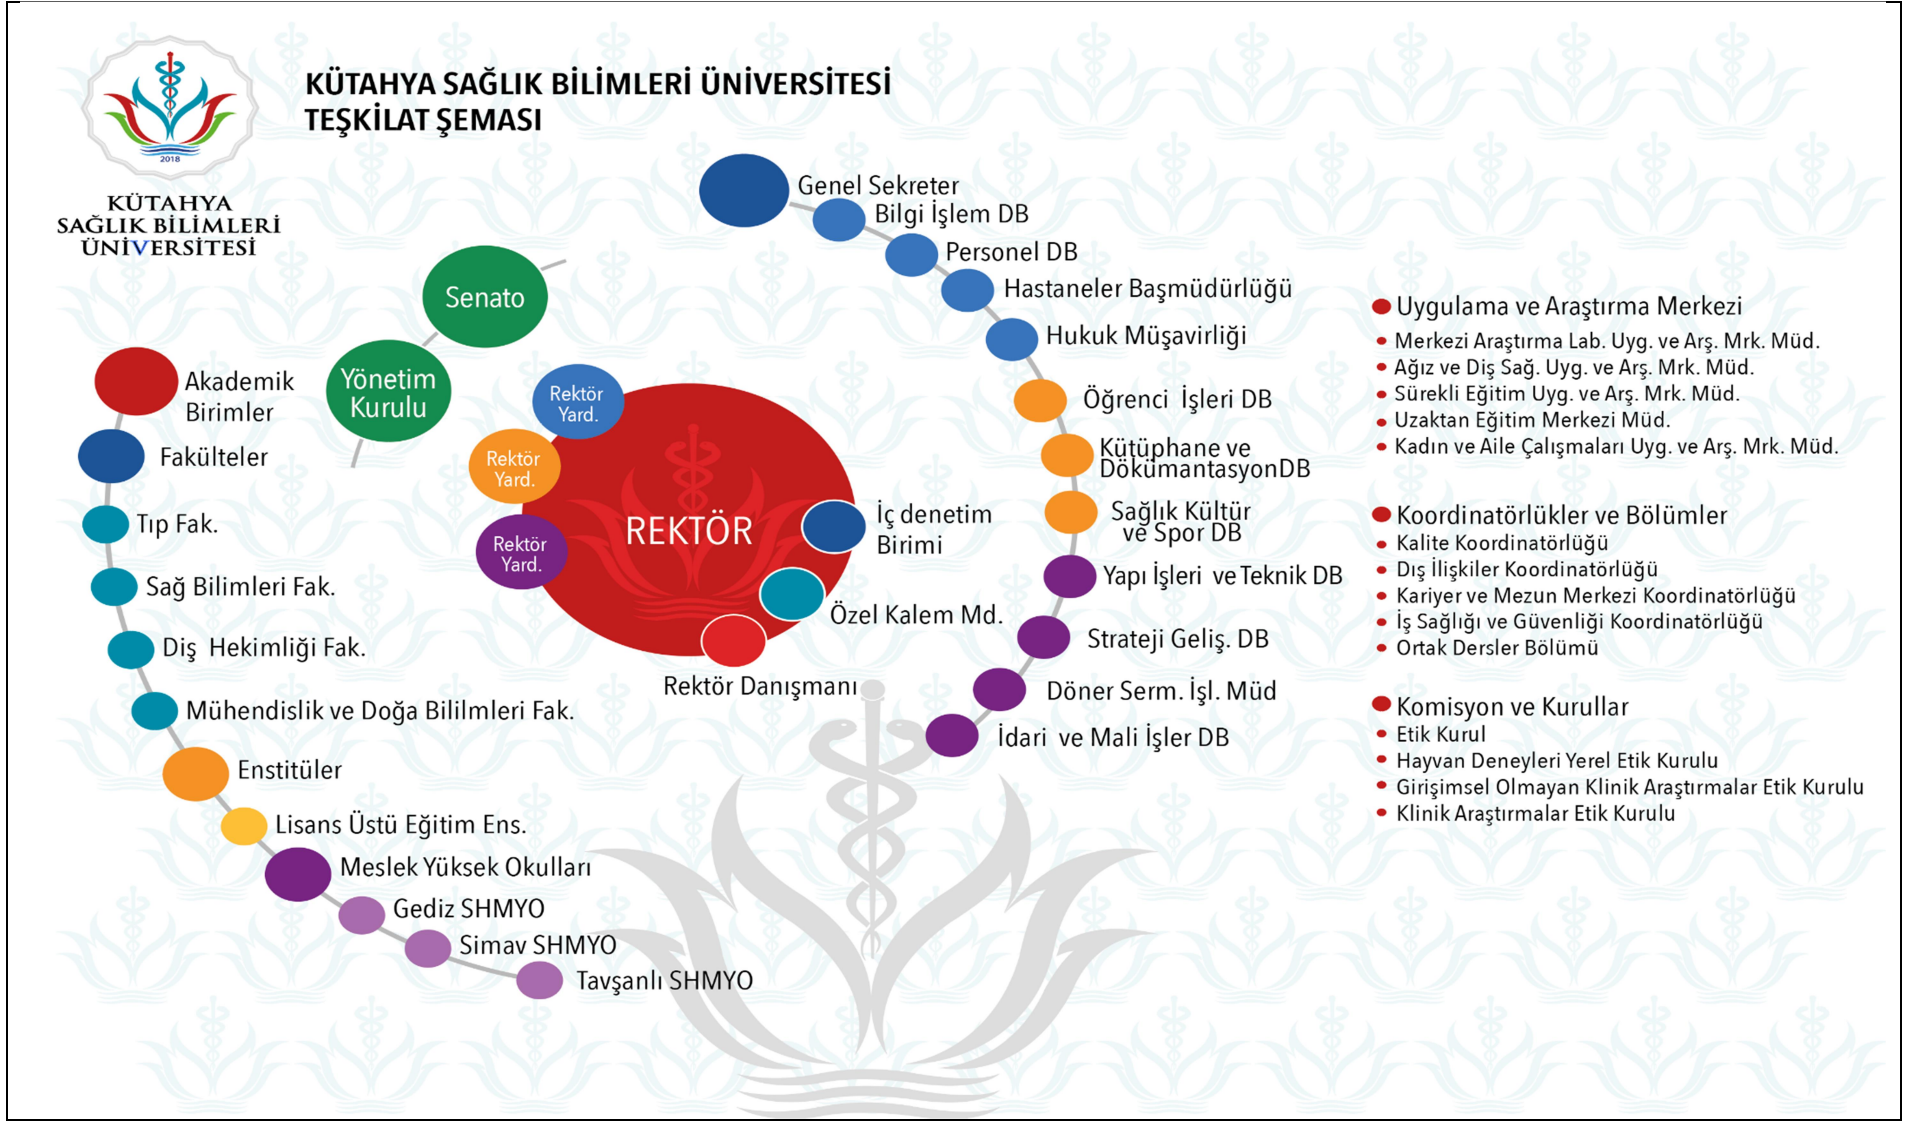 KÜTAHYA SAĞLIK BİLİMLERİ ÜNİVERSİTESİ
TEŞKİLAT ŞEMASI
2018
KÜTAHYA
SAĞLIK BİLİMLERİ
ÜNİVERSİTESİ
Senato
Yönetim
Kurulu
Akademik
Birimler
Fakülteler
Tıp Fak.
Sağ Bilimleri Fak.
Diş Hekimliği Fak.
Mühendislik ve Doğa Bililmleri Fak.
Enstitüler
Lisans Üstü Eğitim Ens.
Meslek Yüksek Okulları
Gediz SHMYO
Simav SHMYO
Tavşanlı SHMYO
Rektör
Yard.
Rektör
Yard.
Rektör
Yard.
REKTÖR
İç denetim
Birimi
Özel Kalem Md.
Rektör Danışmanı
Genel Sekreter
Bilgi İşlem DB
Personel DB
Hastaneler Başmüdürlüğü
Hukuk Müşavirliği
Öğrenci İşleri DB
Kütüphane ve
DökümantasyonDB
Sağlık Kültür
ve Spor DB
Yapı İşleri ve Teknik DB
Strateji Geliş. DB
Döner Serm. İşl. Müd
İdari ve Mali İşler DB
Uygulama ve Araştırma Merkezi
Merkezi Araştırma Lab. Uyg. ve Arş. Mrk. Müd.
Ağız ve Diş Sağ. Uyg. ve Arş. Mrk. Müd.
Sürekli Eğitim Uyg. ve Arş. Mrk. Müd.
Uzaktan Eğitim Merkezi Müd.
Kadın ve Aile Çalışmaları Uyg. ve Arş. Mrk. Müd.
Koordinatörlükler ve Bölümler
Kalite Koordinatörlüğü
Dış İlişkiler Koordinatörlüğü
Kariyer ve Mezun Merkezi Koordinatörlüğü
İş Sağlığı ve Güvenliği Koordinatörlüğü
Ortak Dersler Bölümü
Komisyon ve Kurullar
Etik Kurul
Hayvan Deneyleri Yerel Etik Kurulu
Girişimsel Olmayan Klinik Araştırmalar Etik Kurulu
Klinik Araştırmalar Etik Kurulu